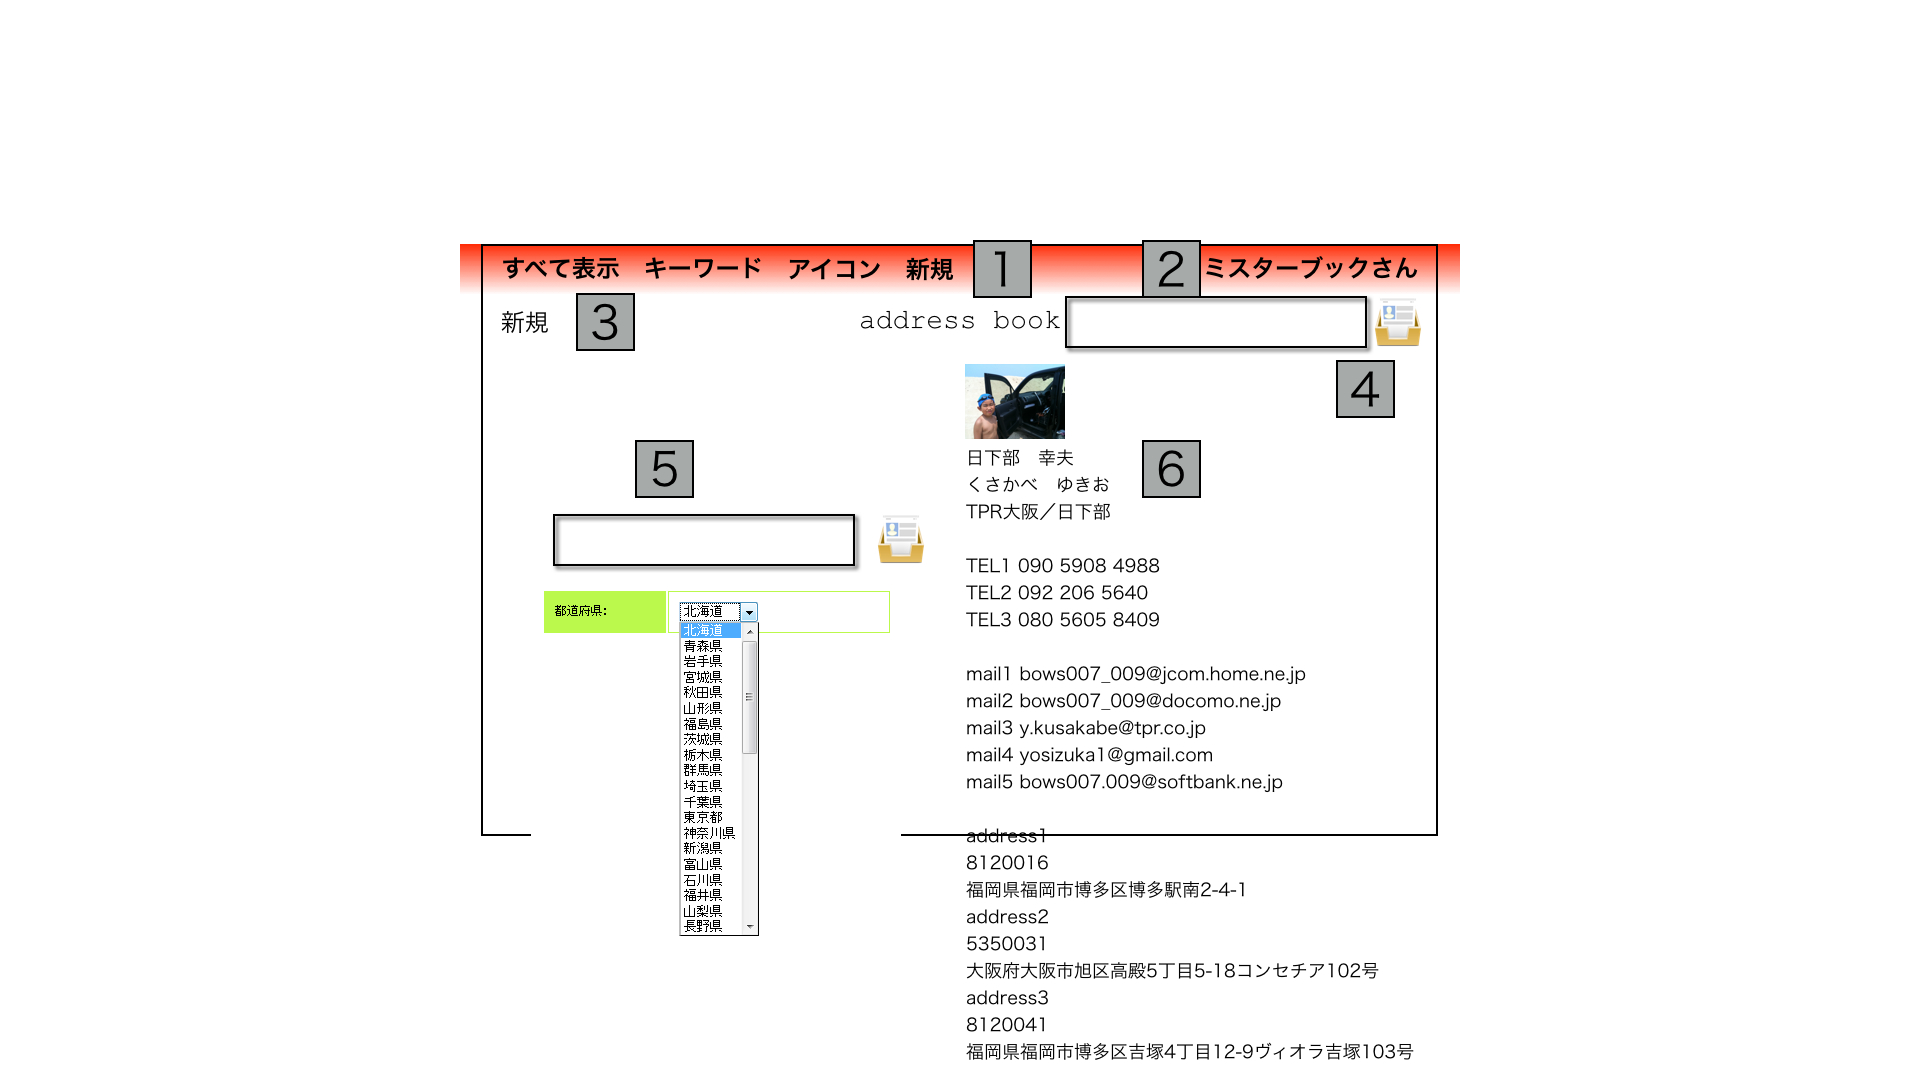 すべて表示　キーワード　アイコン　新規 1 2 ミスターブックさん
新規 3 address book
4
5
都道府県:
北海道
北海道
青森県
岩手県
宮城県
秋田県
山形県
福島県
茨城県
栃木県
群馬県
埼玉県
千葉県
東京都
神奈川県
新潟県
富山県
石川県
福井県
山梨県
長野県
日下部　幸夫
くさかべ　ゆきお
6
TPR大阪／日下部
TEL1 090 5908 4988
TEL2 092 206 5640
TEL3 080 5605 8409
mail1 bows007_009@jcom.home.ne.jp
mail2 bows007_009@docomo.ne.jp
mail3 y.kusakabe@tpr.co.jp
mail4 yosizuka1@gmail.com
mail5 bows007.009@softbank.ne.jp
address1
8120016
福岡県福岡市博多区博多駅南2-4-1
address2
5350031
大阪府大阪市旭区高殿5丁目5-18コンセチア102号
address3
8120041
福岡県福岡市博多区吉塚4丁目12-9ヴィオラ吉塚103号